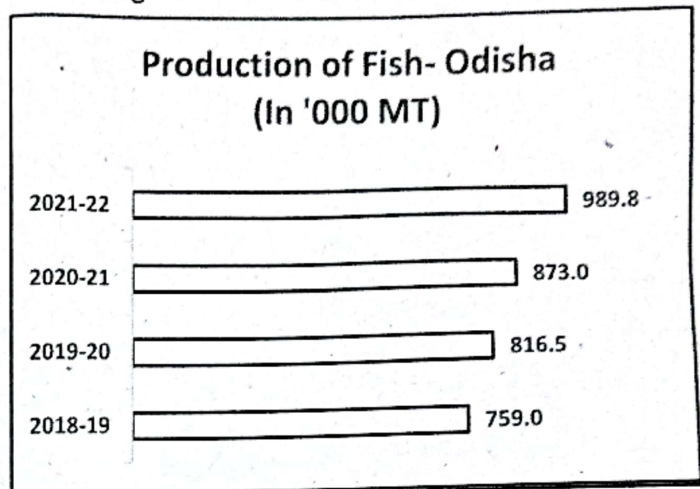 Production of Fish- Odisha
(In '000 MT)
2021-22 989.8
2020-21 873.0
2019-20 816.5
2018-19 759.0